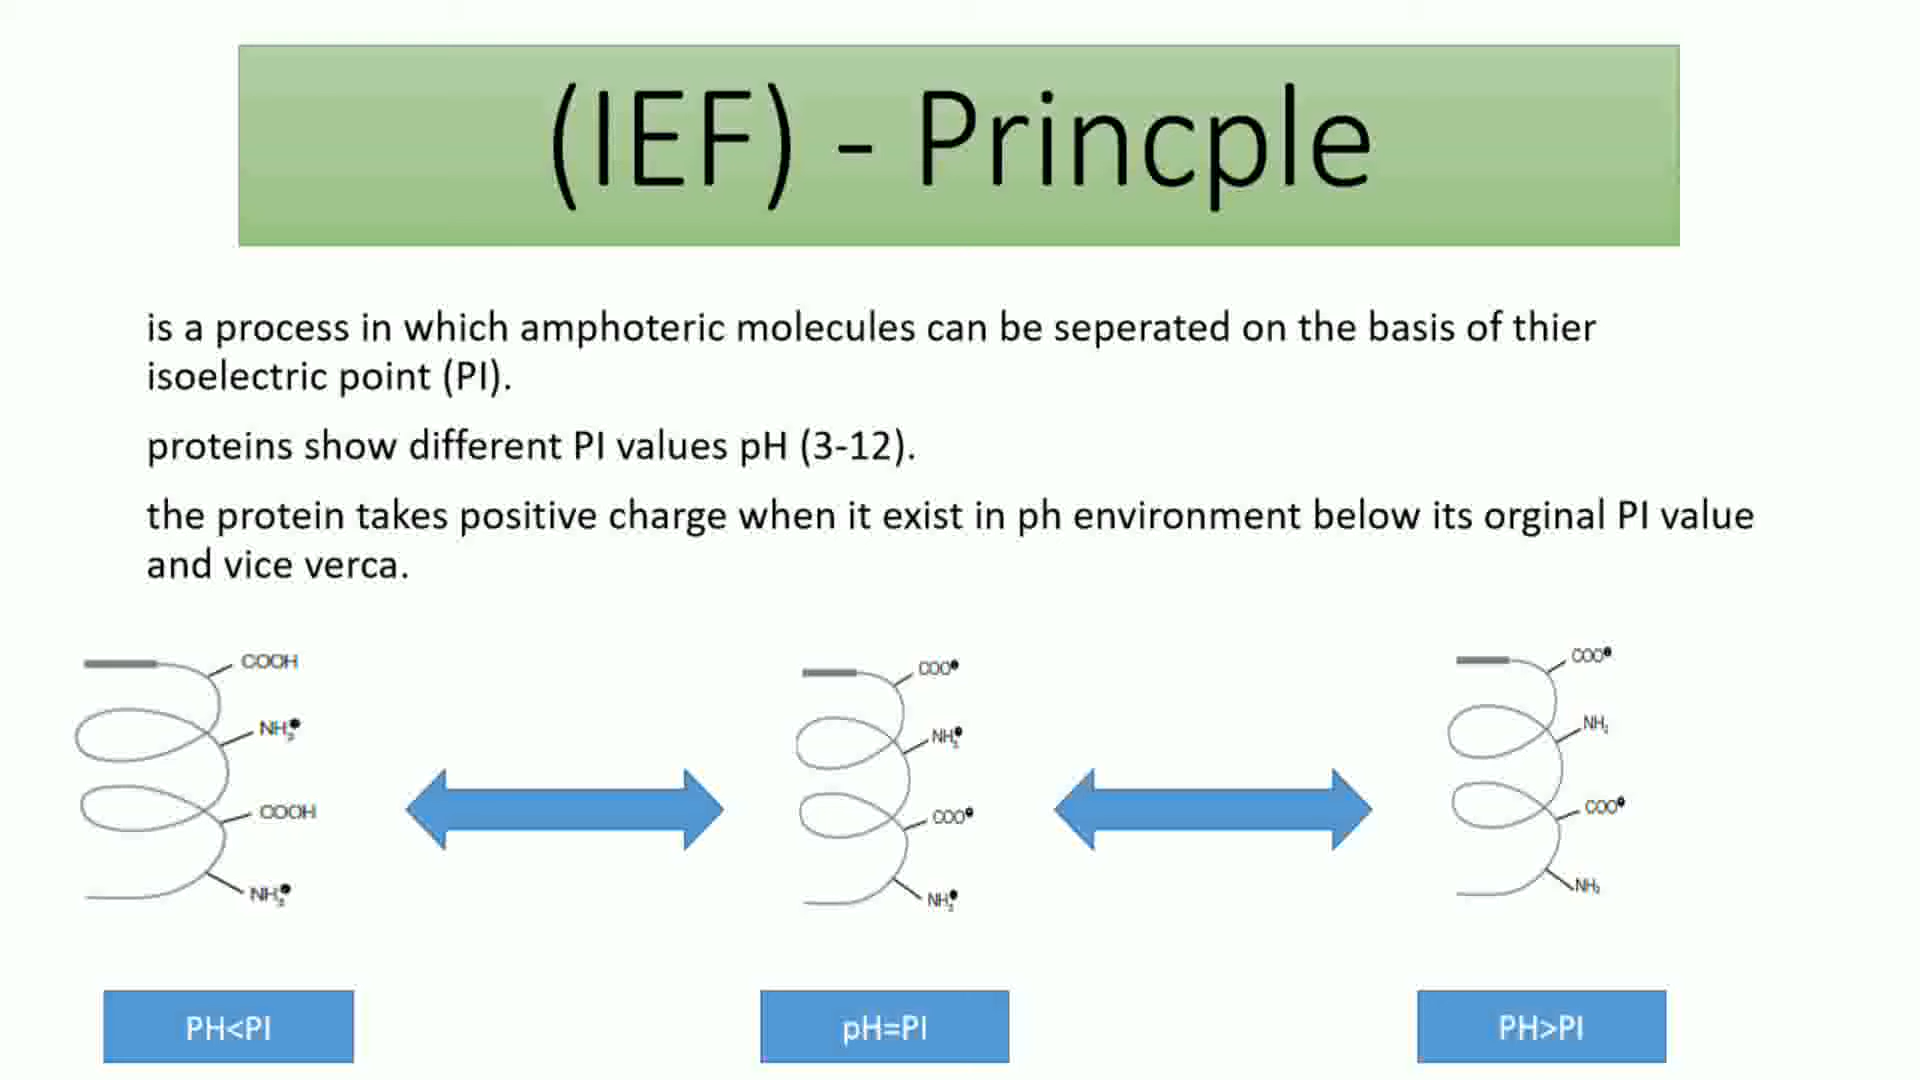 (IEF) - Princple
is a process in which amphoteric molecules can be seperated on the basis of thier
isoelectric point (PI).
proteins show different PI values pH (3-12).
the protein takes positive charge when it exist in ph environment below its orginal PI value
and vice verca.
COOH
NH3
COOH
NH3
COO
NH3
COO
NH3
COO
NH2
COO
NH2
PH<PI
pH=PI
PH>PI